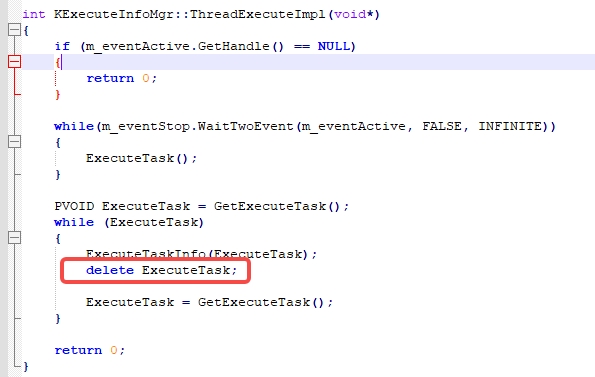 int KExecuteInfoMgr::ThreadExecuteImpl(void*)
{
if (m_eventActive.GetHandle() == NULL)
{
return 0;
}
while(m_eventStop.WaitTwoEvent(m_eventActive, FALSE, INFINITE))
{
ExecuteTask();
}
PVOID ExecuteTask = GetExecuteTask();
while (ExecuteTask)
{
ExecuteTaskInfo(ExecuteTask);
delete ExecuteTask;
ExecuteTask = GetExecuteTask();
}
return 0;
}